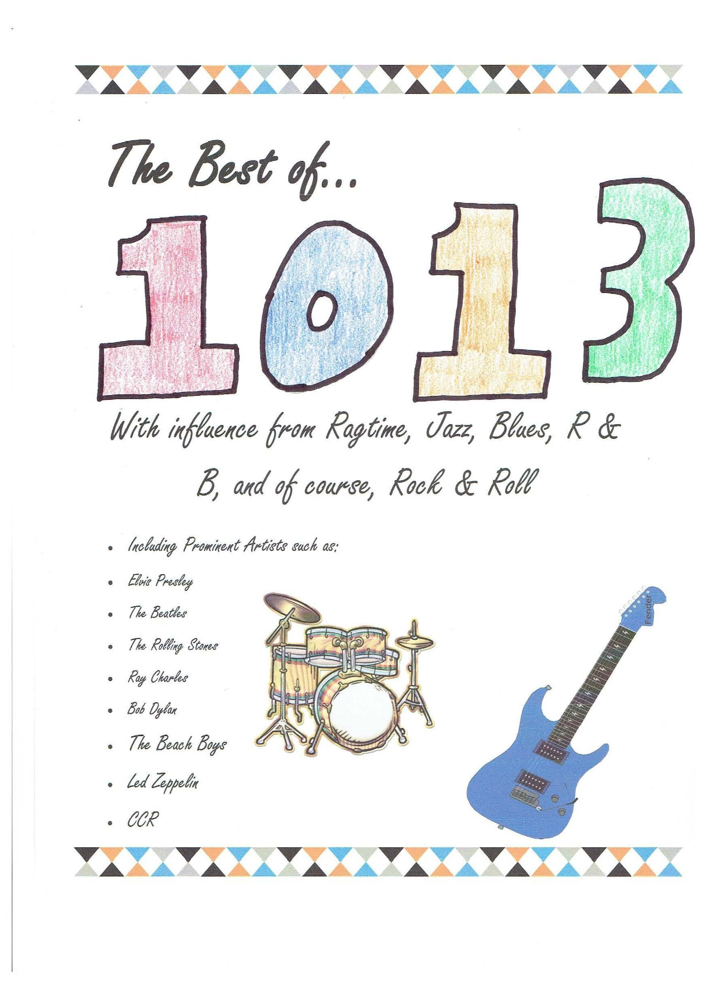 The Best of...
1013
With influence from Ragtime, Jazz, Blues, R &
B, and of course, Rock & Roll
• Including Prominent Artists such as:
• Elvis Presley
• The Beatles
• The Rolling Stones
• Ray Charles
• Bob Dylan
• The Beach Boys
• Led Zeppelin
• CCR
Fender